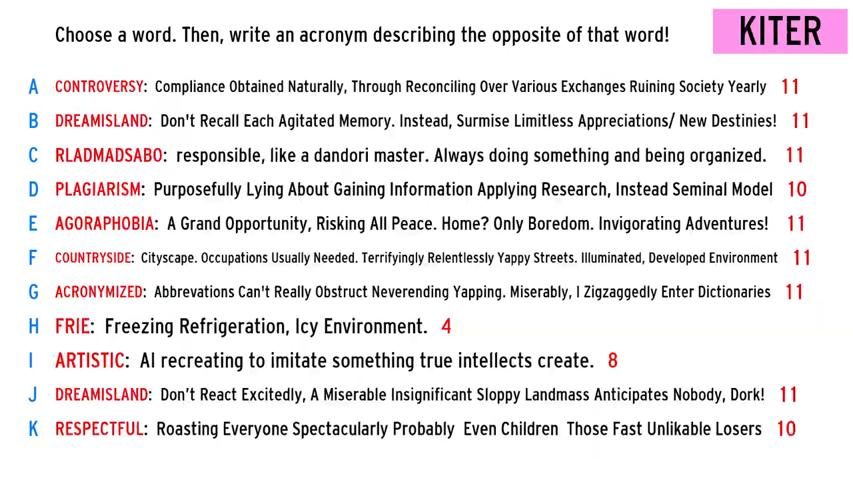 Choose a word. Then, write an acronym describing the opposite of that word!
KITER
A CONTROVERSY: Compliance Obtained Naturally, Through Reconciling Over Various Exchanges Ruining Society Yearly 11
B DREAMISLAND: Don't Recall Each Agitated Memory. Instead, Surmise Limitless Appreciations/ New Destinies! 11
C RLADMADSABO: responsible, like a dandori master. Always doing something and being organized. 11
D PLAGIARISM: Purposefully Lying About Gaining Information Applying Research, Instead Seminal Model 10
E AGORAPHOBIA: A Grand Opportunity, Risking All Peace. Home? Only Boredom. Invigorating Adventures! 11
F COUNTRYSIDE: Cityscape. Occupations Usually Needed. Terrifyingly Relentlessly Yappy Streets. Illuminated, Developed Environment 11
G ACRONYMIZED: Abbrevations Can't Really Obstruct Neverending Yapping. Miserably, I Zigzaggedly Enter Dictionaries 11
H FRIE: Freezing Refrigeration, Icy Environment. 4
I ARTISTIC: AI recreating to imitate something true intellects create. 8
J DREAMISLAND: Don’t React Excitedly, A Miserable Insignificant Sloppy Landmass Anticipates Nobody, Dork! 11
K RESPECTFUL: Roasting Everyone Spectacularly Probably Even Children Those Fast Unlikable Losers 10